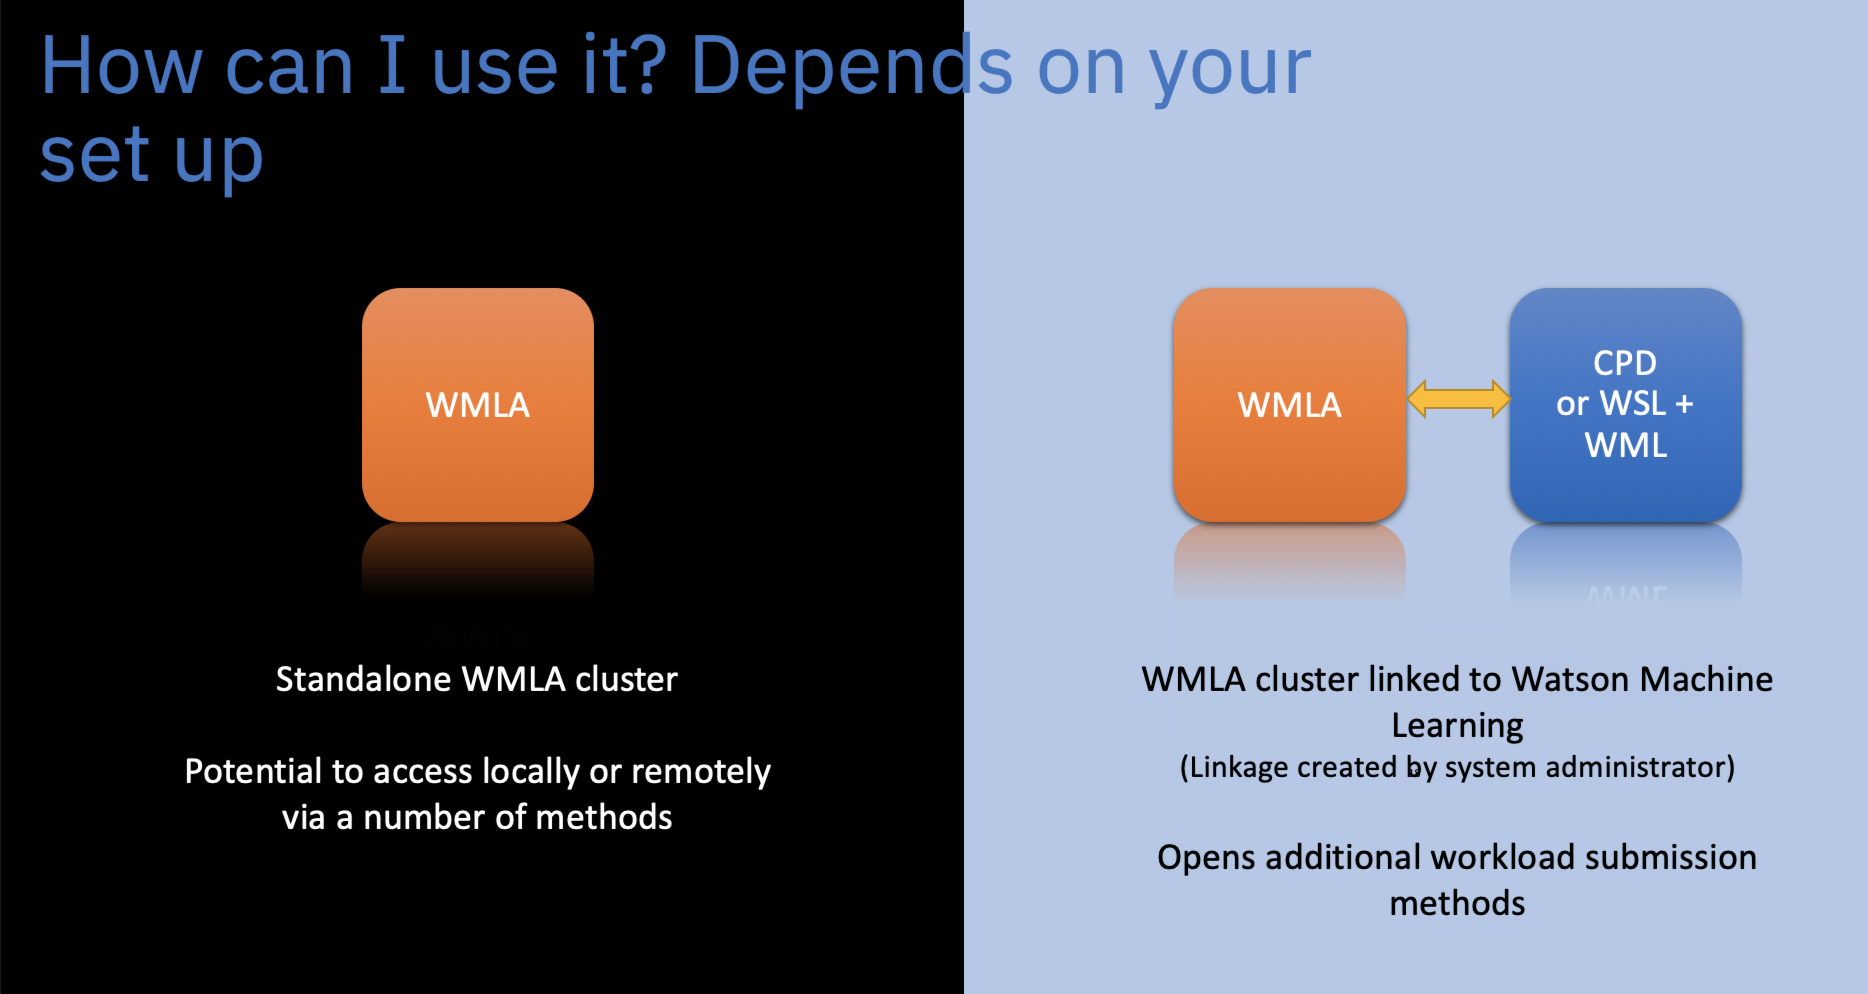 How can I use it? Depends on your
set up
WMLA
Standalone WMLA cluster
Potential to access locally or remotely
via a number of methods
WMLA
CPD
or WSL +
WML
WMLA cluster linked to Watson Machine
Learning
(Linkage created by system administrator)
Opens additional workload submission
methods